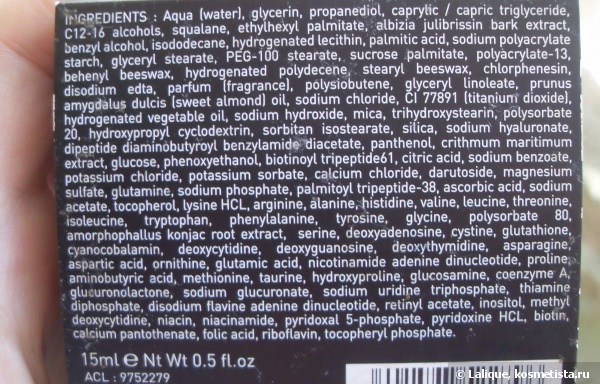 INGREDIENTS : Aqua (water), glycerin, propanediol, caprylic / capric triglyceride,
C12-16 alcohols, squalane, ethylhexyl palmitate, albizia julibrissin bark extract,
benzyl alcohol, isododecane, hydrogenated lecithin, palmitic acid, sodium polyacrylate
starch, glyceryl stearate, PEG-100 stearate, sucrose palmitate, polyacrylate-13,
behenyl beeswax, hydrogenated polydecene, stearyl beeswax, chlorphenesin,
disodium edta, parfum (fragrance), polysiobutene, glyceryl linoleate, prunus
amygdalus dulcis (sweet almond) oil, sodium chloride, CI 77891 (titanium dioxide),
hydrogenated vegetable oil, sodium hydroxide, mica, trihydroxystearin, polysorbate
20, hydroxypropyl cyclodextrin, sorbitan isostearate, silica, sodium hyaluronate,
dipeptide diaminobutyroyl benzylamide diacetate, panthenol, crithmum maritimum
extract, glucose, phenoxyethanol, biotinoyl tripeptide61, citric acid, sodium benzoate,
potassium chloride, potassium sorbate, calcium chloride, darutoside, magnesium
sulfate, glutamine, sodium phosphate, palmitoyl tripeptide-38, ascorbic acid, sodium
acetate, tocopherol, lysine HCL, arginine, alanine, histidine, valine, leucine, threonine,
isoleucine, tryptophan, phenylalanine, tyrosine, glycine, polysorbate 80,
amorphophallus konjac root extract, serine, deoxyadenosine, cystine, glutathione,
cyanocobalamin, deoxycytidine, deoxyguanosine, deoxythymidine, asparagine,
aspartic acid, ornithine, glutamic acid, nicotinamide adenine dinucleotide, proline,
aminobutyric acid, methionine, taurine, hydroxyproline, glucosamine, coenzyme A,
glucuronolactone, sodium glucuronate, sodium uridine triphosphate, thiamine
diphosphate, disodium flavine adenine dinucleotide, retinyl acetate, inositol, methyl
deoxycytidine, niacin, niacinamide, pyridoxal 5-phosphate, pyridoxine HCL, biotin,
calcium pantothenate, folic acid, riboflavin, tocopheryl phosphate.
15ml e Nt Wt 0.5 fl.oz
ACL : 9752279
© Lalique, kosmetista.ru